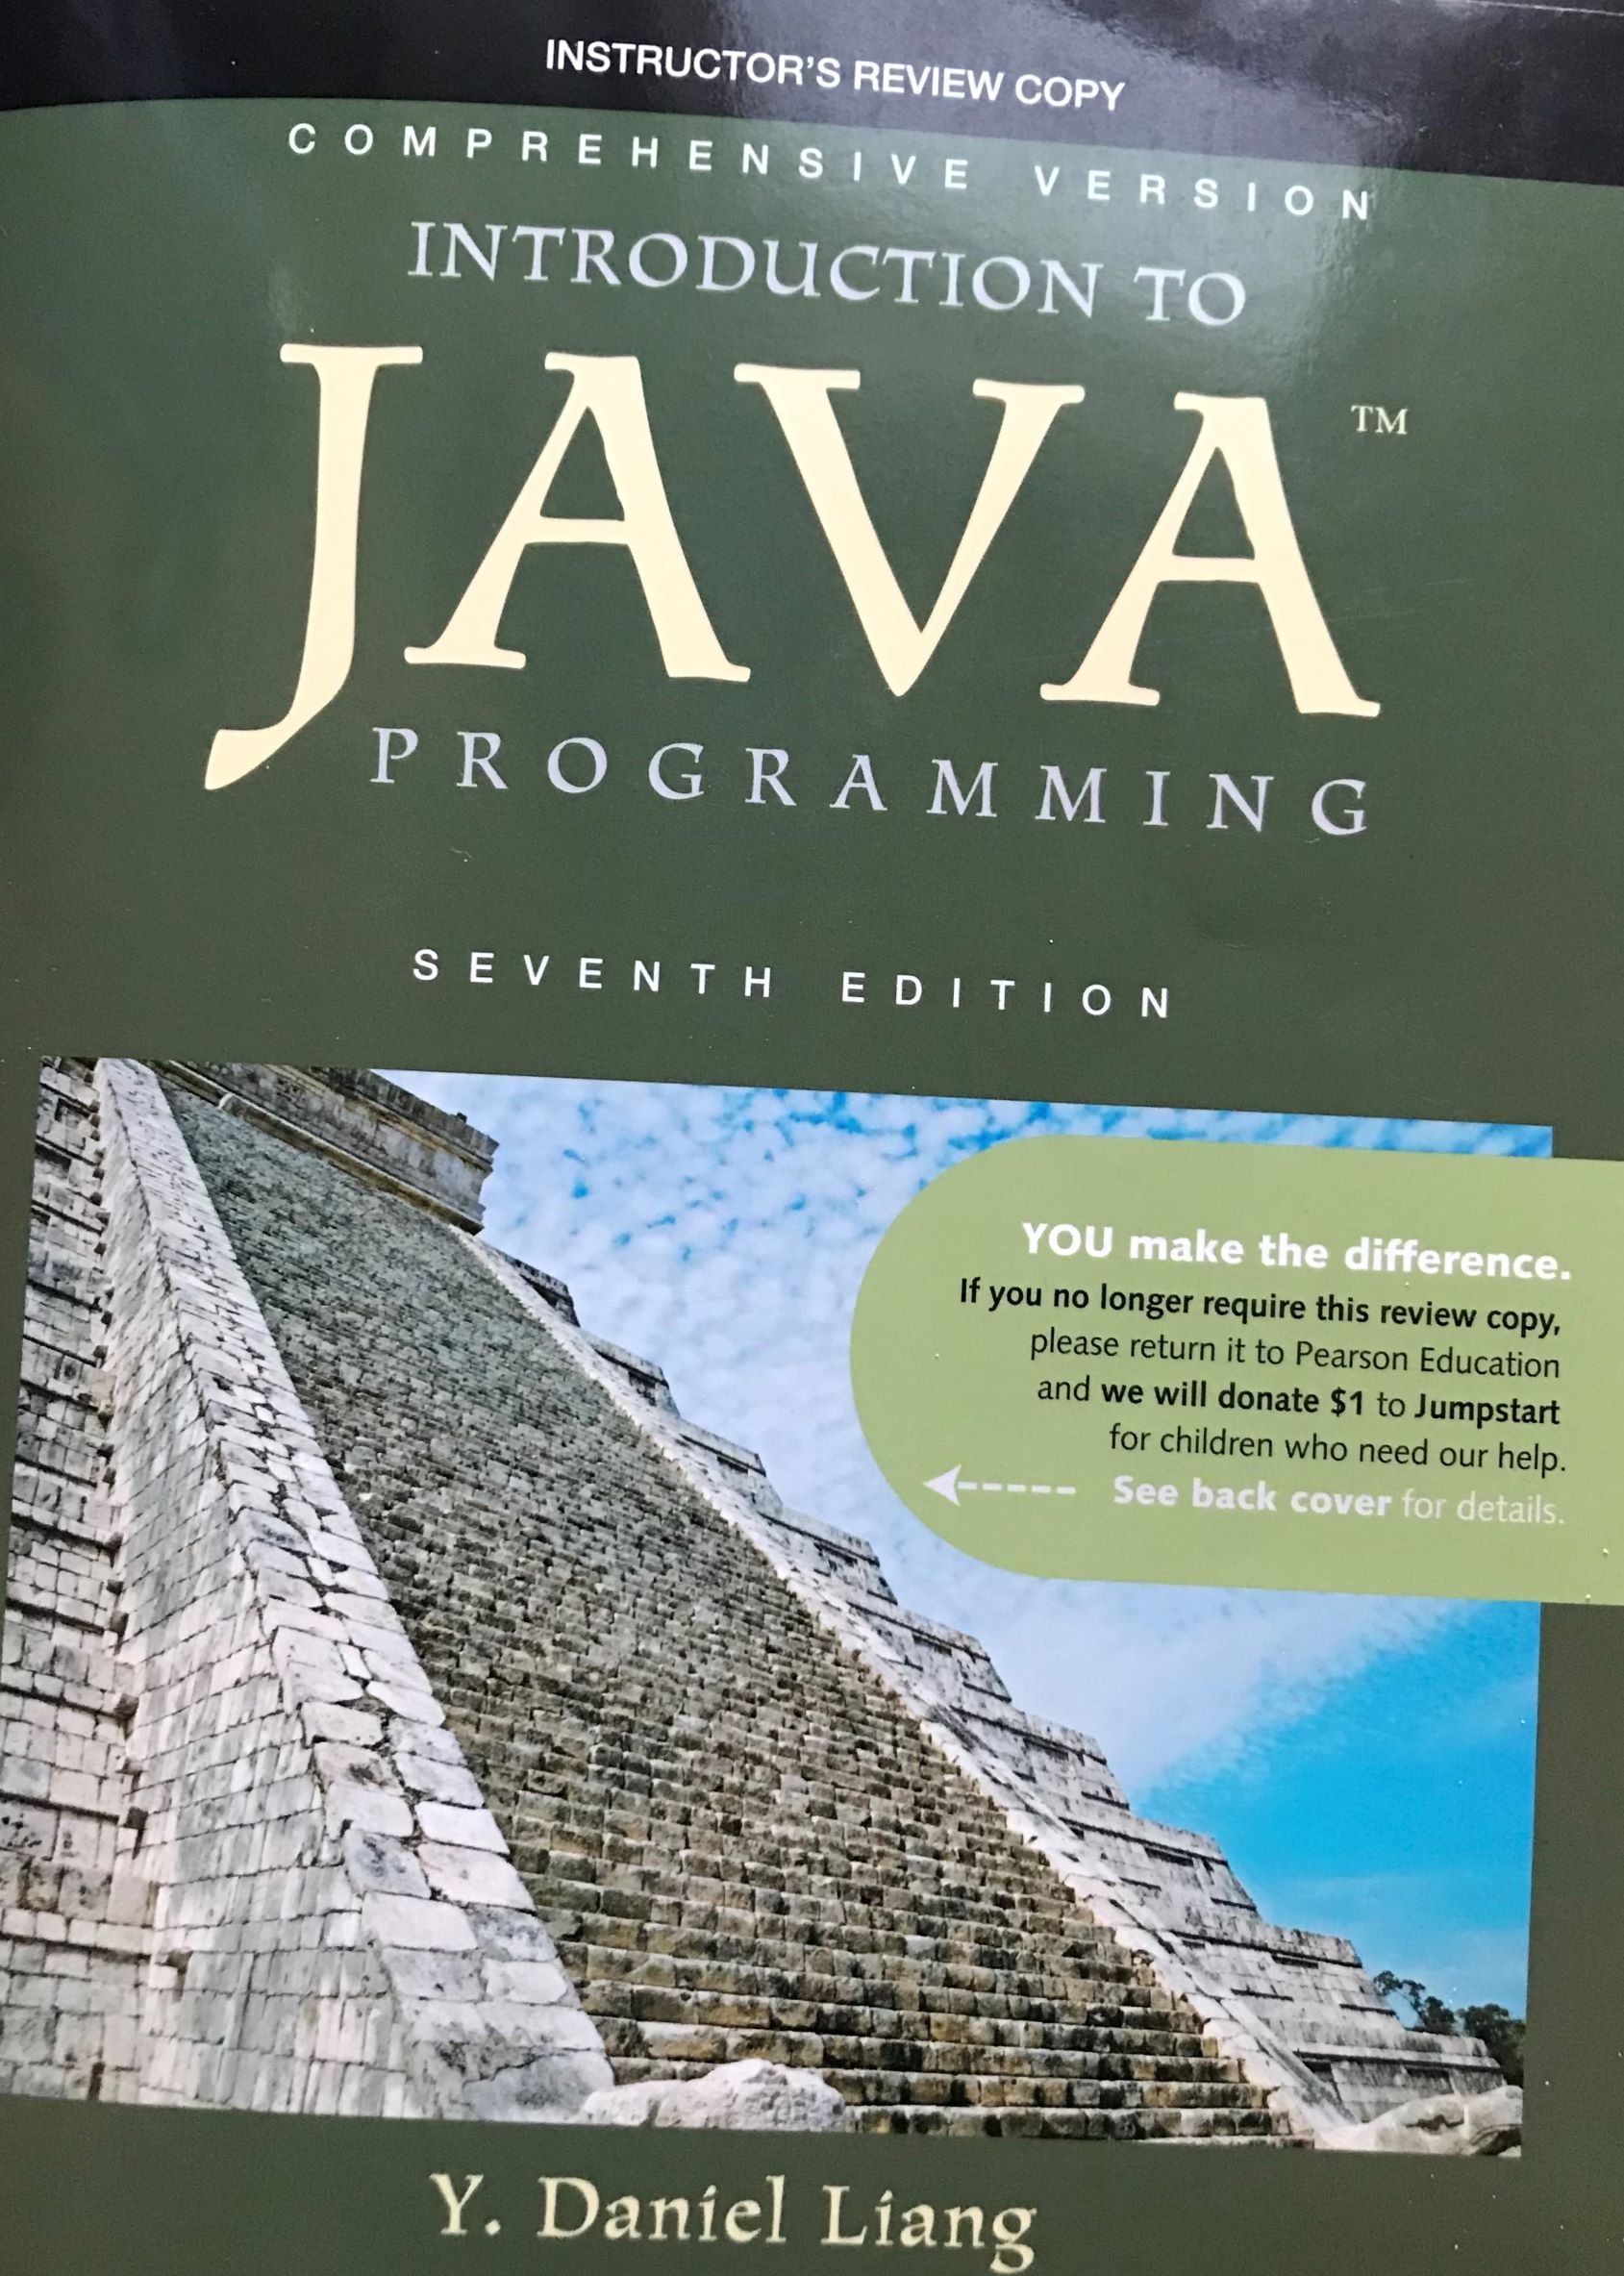 INSTRUCTOR'S REVIEW COPY
COMPREHENSIVE VERSION
INTRODUCTION TO
JAVA™
PROGRAMMING
SEVENTH EDITION
YOU make the difference.
If you no longer require this review copy,
please return it to Pearson Education
and we will donate $1 to Jumpstart
for children who need our help.
See back cover for details.
Y. Daniel Liang